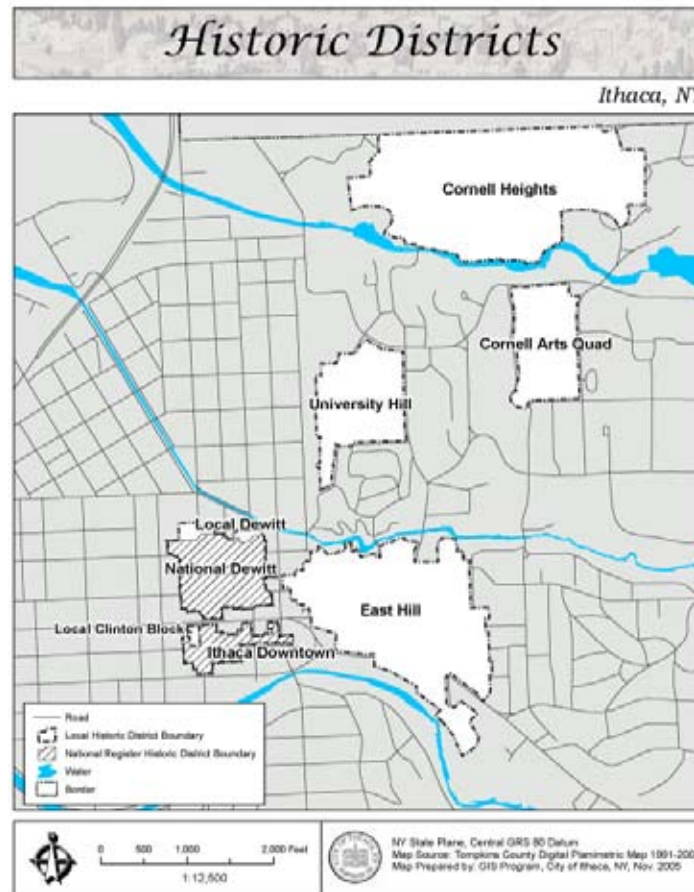 Historic Districts
Ithaca, NY
Cornell Heights
Cornell Arts Quad
University Hill
Local Dewitt
National Dewitt
East Hill
Local Clinton Block
Ithaca Downtown
Road
Local Historic District Boundary
National Register Historic District Boundary
Water
Border
0 500 1,000 2,000 Feet
1:12,500
NY State Plane, Central GRS 80 Datum
Map Source: Tompkins County Digital Planimetric Map
Map Prepared by: GIS Program, City of Ithaca, NY, Nov. 2005